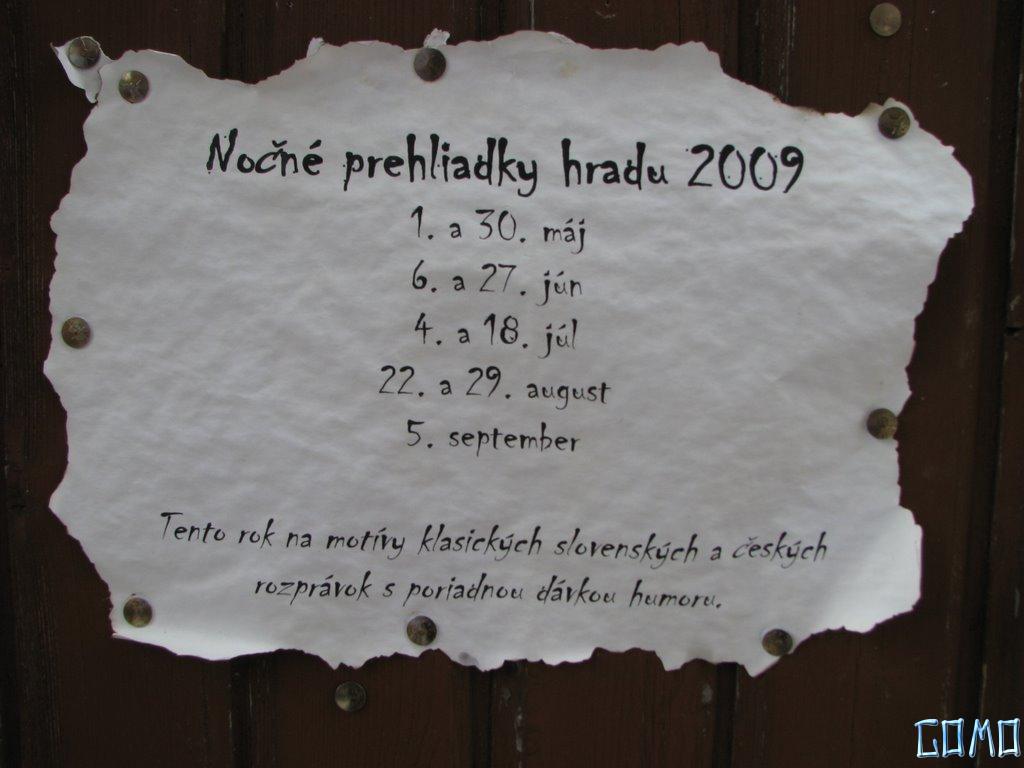 Nočné prehliadky hradu 2009
1. a 30. máj
6. a 27. jún
4. a 18. júl
22. a 29. august
5. september
Tento rok na motívy klasických slovenských a českých
rozprávok s poriadnou dávkou humoru.
GOMO